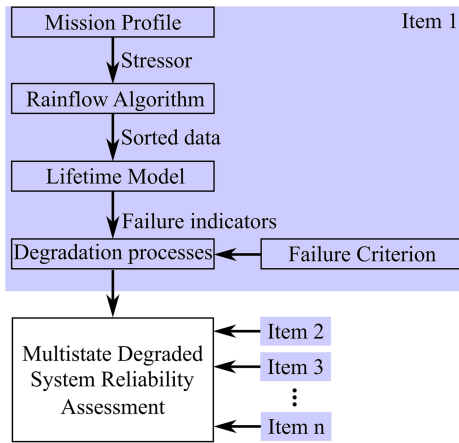 Mission Profile
Item 1
Stressor
Rainflow Algorithm
Sorted data
Lifetime Model
Failure indicators
Degradation processes
Failure Criterion
Multistate Degraded
System Reliability
Assessment
Item 2
Item 3
⋮
Item n